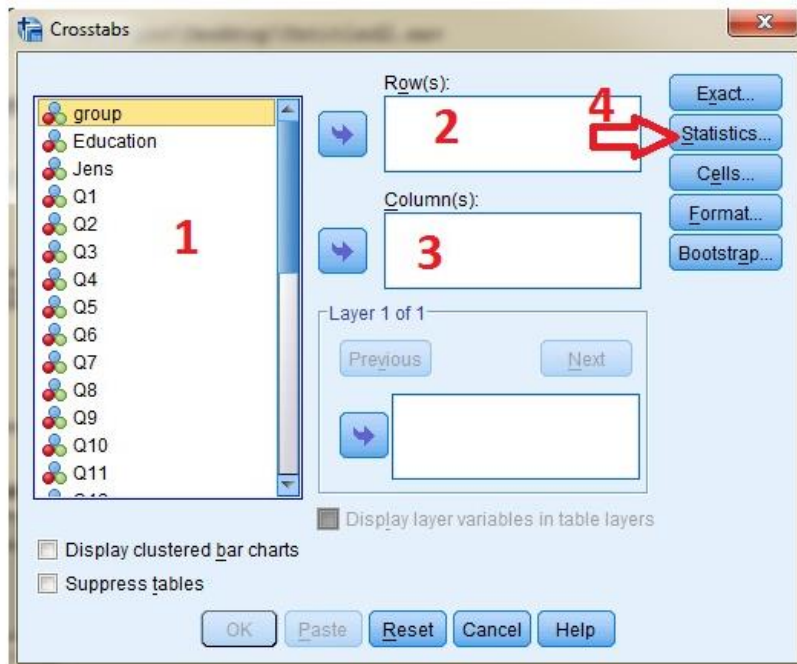 Crosstabs
group
Education
Jens
Q1
Q2
Q3
Q4
Q5
Q6
Q7
Q8
Q9
Q10
Q11
1
Row(s):
2
Column(s):
3
4
Exact...
Statistics...
Cells...
Format...
Bootstrap...
Layer 1 of 1
Previous
Next
Display layer variables in table layers
Display clustered bar charts
Suppress tables
OK
Paste
Reset
Cancel
Help